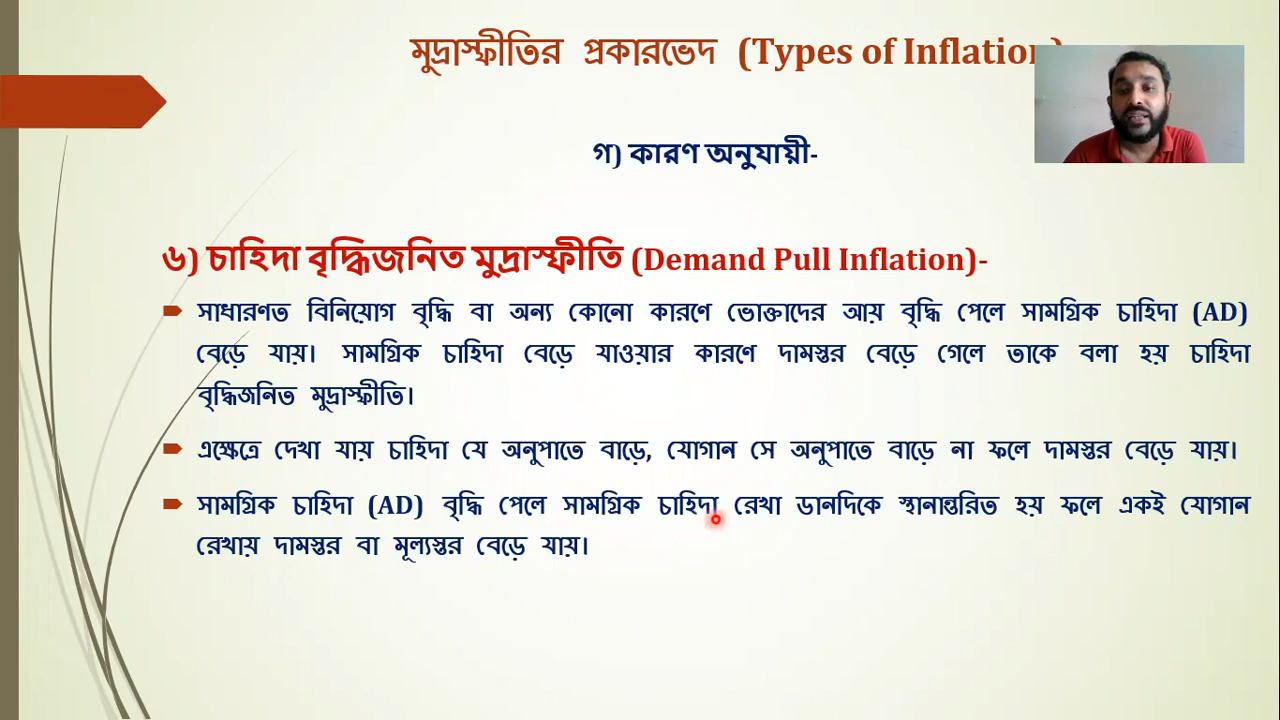 মুদ্রাস্ফীতির প্রকারভেদ (Types of Inflation)
গ) কারণ অনুযায়ী-
৬) চাহিদা বৃদ্ধিজনিত মুদ্রাস্ফীতি (Demand Pull Inflation)-
সাধারণত বিনিয়োগ বৃদ্ধি বা অন্য কোনো কারণে ভোক্তাদের আয় বৃদ্ধি পেলে সামগ্রিক চাহিদা (AD)
বেড়ে যায়। সামগ্রিক চাহিদা বেড়ে যাওয়ার কারণে দামস্তর বেড়ে গেলে তাকে বলা হয় চাহিদা
বৃদ্ধিজনিত মুদ্রাস্ফীতি।
এক্ষেত্রে দেখা যায় চাহিদা যে অনুপাতে বাড়ে, যোগান সে অনুপাতে বাড়ে না ফলে দামস্তর বেড়ে যায়।
সামগ্রিক চাহিদা (AD) বৃদ্ধি পেলে সামগ্রিক চাহিদা রেখা ডানদিকে স্থানান্তরিত হয় ফলে একই যোগান
রেখায় দামস্তর বা মূল্যস্তর বেড়ে যায়।